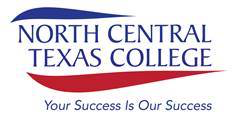 NORTH CENTRAL
TEXAS COLLEGE
Your Success Is Our Success